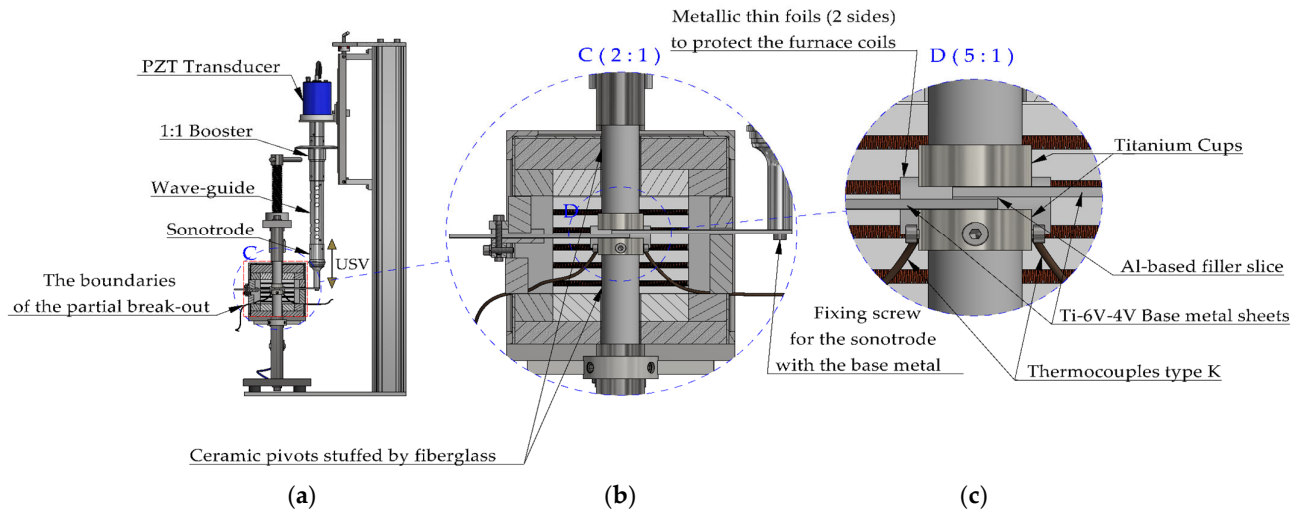 PZT Transducer
1:1 Booster
Wave-guide
Sonotrode
C
USV
The boundaries
of the partial break-out
Metallic thin foils (2 sides)
to protect the furnace coils
C ( 2 : 1 )
D
Fixing screw
for the sonotrode
with the base metal
Ceramic pivots stuffed by fiberglass
D ( 5 : 1 )
Titanium Cups
Al-based filler slice
Ti-6V-4V Base metal sheets
Thermocouples type K
(a)
(b)
(c)